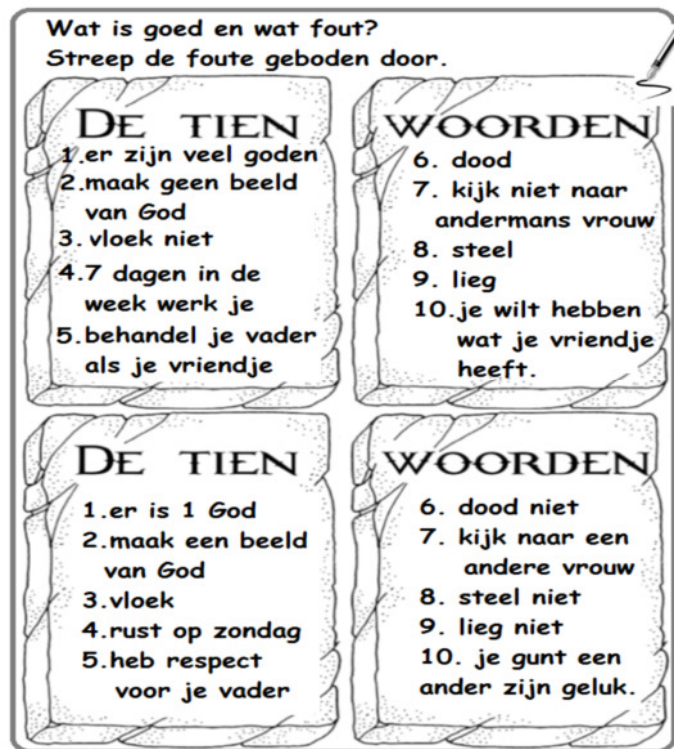 Wat is goed en wat fout?
Streep de foute geboden door.
DE TIEN
1.er zijn veel goden
2.maak geen beeld
van God
3. vloek niet
4.7 dagen in de
week werk je
5.behandel je vader
als je vriendje
WOORDEN
6. dood
7. kijk niet naar
andermans vrouw
8. steel
9. lieg
10.je wilt hebben
wat je vriendje
heeft.
DE TIEN
1.er is 1 God
2.maak een beeld
van God
3.vloek
4.rust op zondag
5.heb respect
voor je vader
WOORDEN
6. dood niet
7. kijk naar een
andere vrouw
8. steel niet
9. lieg niet
10. je gunt een
ander zijn geluk.